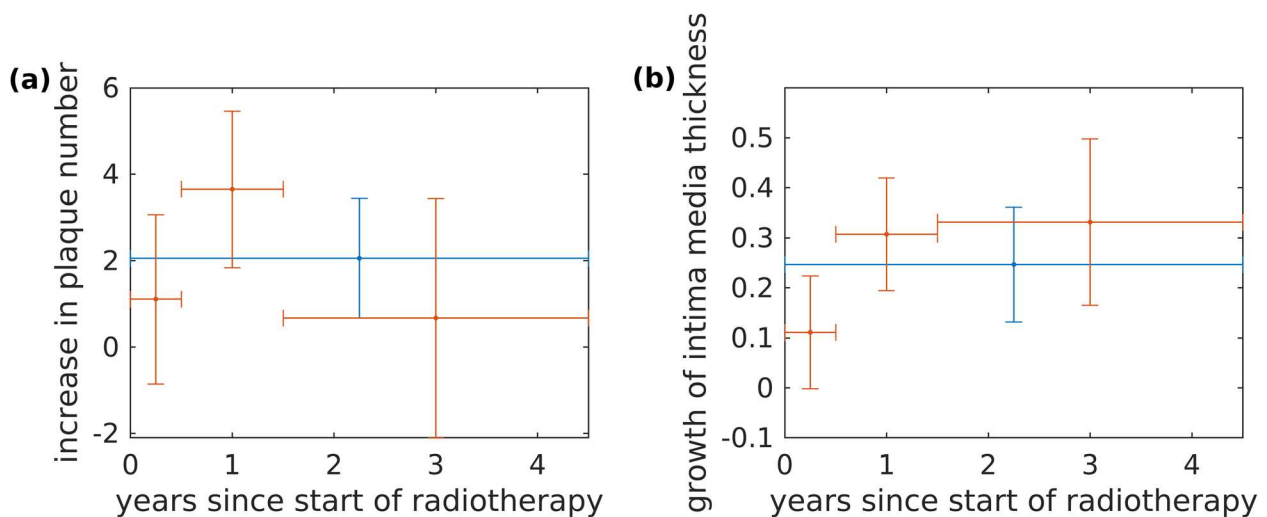 (a)
increase in plaque number
6
4
2
0
-2
0 1 2 3 4
years since start of radiotherapy
(b)
growth of intima media thickness
0.5
0.4
0.3
0.2
0.1
0
-0.1
0 1 2 3 4
years since start of radiotherapy